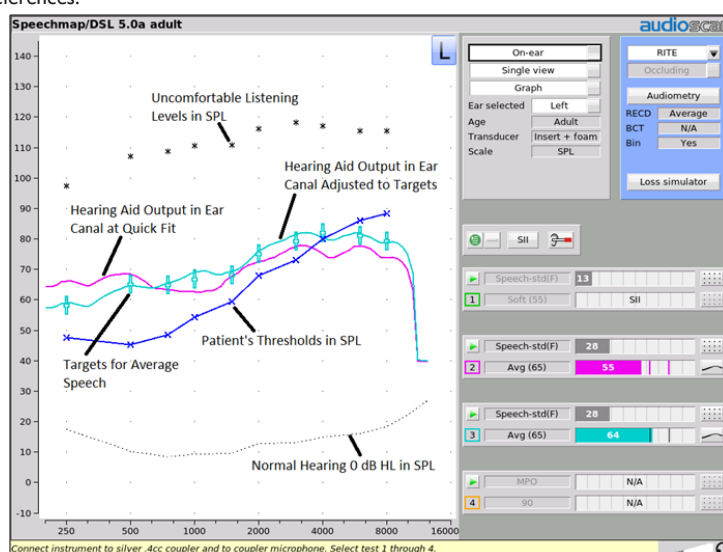 Speechmap/DSL 5.0a adult
audioscan
L
140
130
120
110
100
90
80
70
60
50
40
30
20
10
0
-10
250
500
1000
2000
4000
8000
16000
Uncomfortable Listening
Levels in SPL
Hearing Aid Output in Ear
Canal Adjusted to Targets
Hearing Aid Output in Ear
Canal at Quick Fit
Patient's Thresholds in SPL
Targets for Average
Speech
Normal Hearing 0 dB HL in SPL
Connect instrument to silver .4cc coupler and to coupler microphone. Select test 1 through 4.
On-ear
Single view
Graph
Ear selected Left
Age Adult
Transducer Insert + foam
Scale SPL
RITE
Occluding
Audiometry
RECD Average
BCT N/A
Bin Yes
Loss simulator
SII
Speech-std(F) 13
1 Soft (55) SII
Speech-std(F) 28
2 Avg (65) 55
Speech-std(F) 28
3 Avg (65) 64
MPO N/A
4 90 N/A